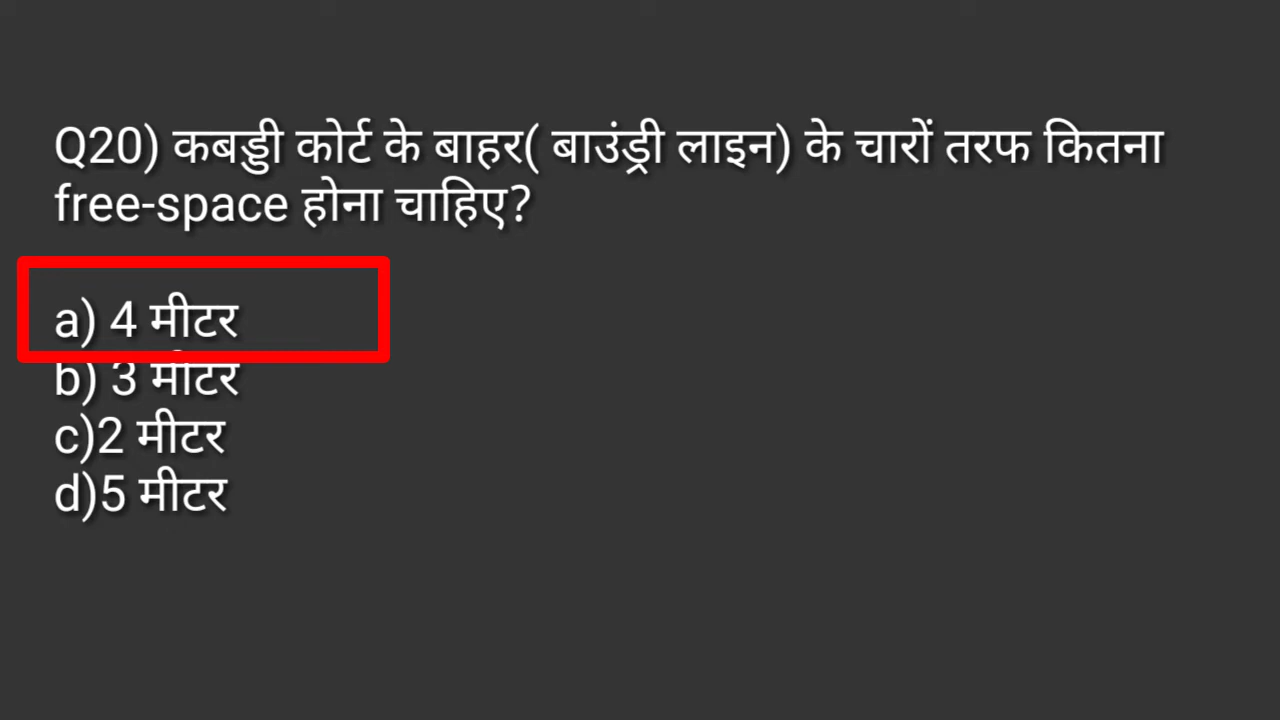 Q20) कबड्डी कोर्ट के बाहर( बाउंड्री लाइन) के चारों तरफ कितना
free-space होना चाहिए?
a) 4 मीटर
b) 3 मीटर
c)2 मीटर
d)5 मीटर